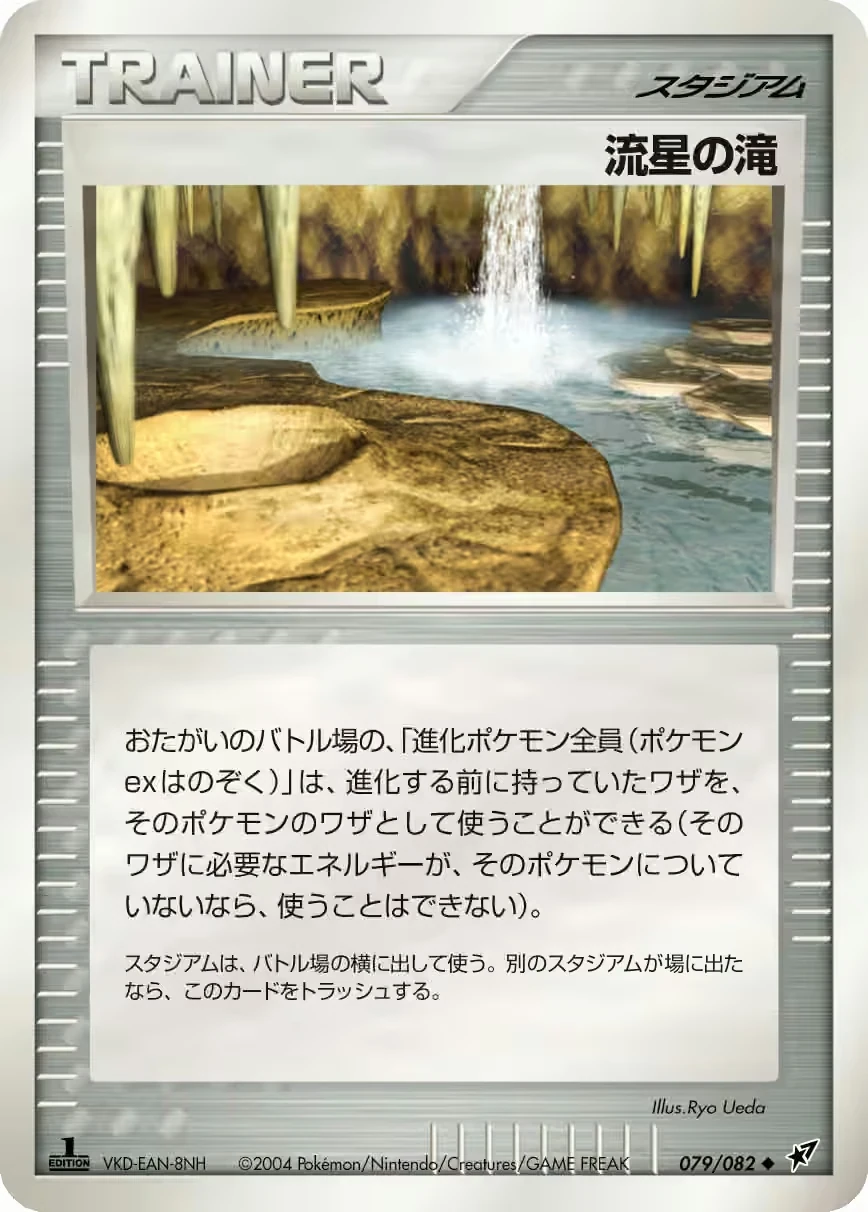 TRAINER
スタジアム
流星の滝
おたがいのバトル場の、「進化ポケモン全員（ポケモン
exはのぞく）」は、進化する前に持っていたワザを、
そのポケモンのワザとして使うことができる（その
ワザに必要なエネルギーが、そのポケモンについて
いないなら、使うことはできない）。
スタジアムは、バトル場の横に出して使う。別のスタジアムが場に出た
なら、このカードをトラッシュする。
Illus.Ryo Ueda
1
EDITION
VKD-EAN-8NH ©2004 Pokémon/Nintendo/Creatures/GAME FREAK 079/082 ◆